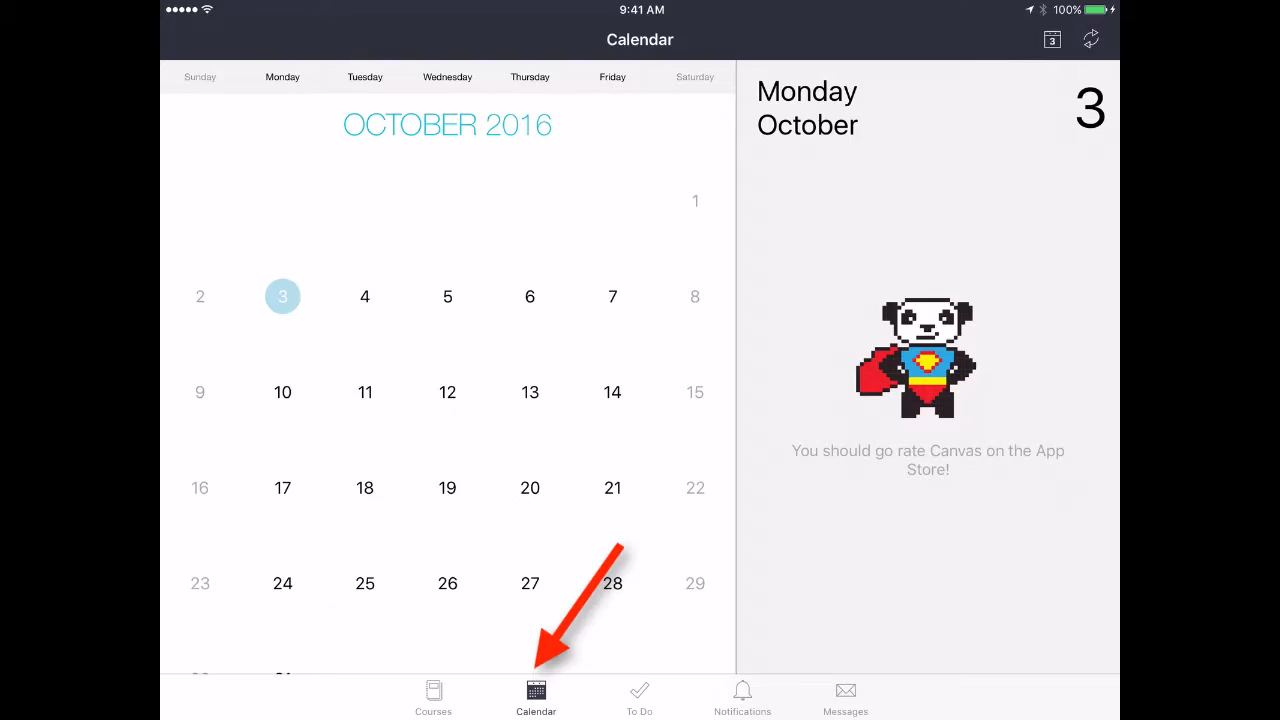 9:41 AM
100%
Calendar
3
Sunday Monday Tuesday Wednesday Thursday Friday Saturday
OCTOBER 2016
1
2 3 4 5 6 7 8
9 10 11 12 13 14 15
16 17 18 19 20 21 22
23 24 25 26 27 28 29
Monday
October
3
You should go rate Canvas on the App
Store!
Courses Calendar To Do Notifications Messages